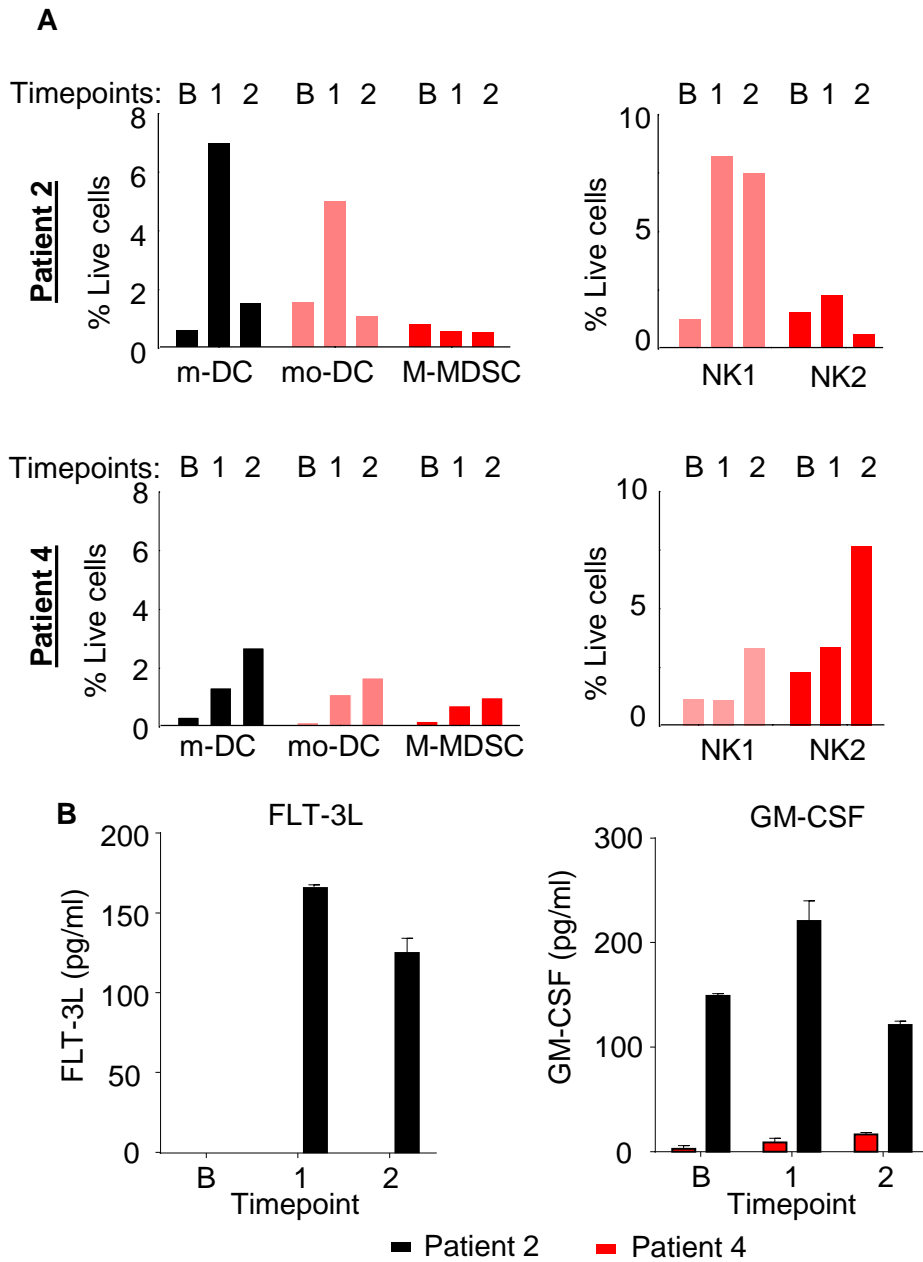 A
Timepoints: B 1 2 B 1 2 B 1 2
Patient 2
% Live cells
8
6
4
2
0
m-DC mo-DC M-MDSC
B 1 2 B 1 2
% Live cells
10
5
0
NK1 NK2
Timepoints: B 1 2 B 1 2 B 1 2
Patient 4
% Live cells
8
6
4
2
0
m-DC mo-DC M-MDSC
B 1 2 B 1 2
% Live cells
10
5
0
NK1 NK2
B
FLT-3L
FLT-3L (pg/ml)
200
150
100
50
0
B 1 2
Timepoint
GM-CSF
GM-CSF (pg/ml)
300
200
100
0
B 1 2
Timepoint
Patient 2 Patient 4